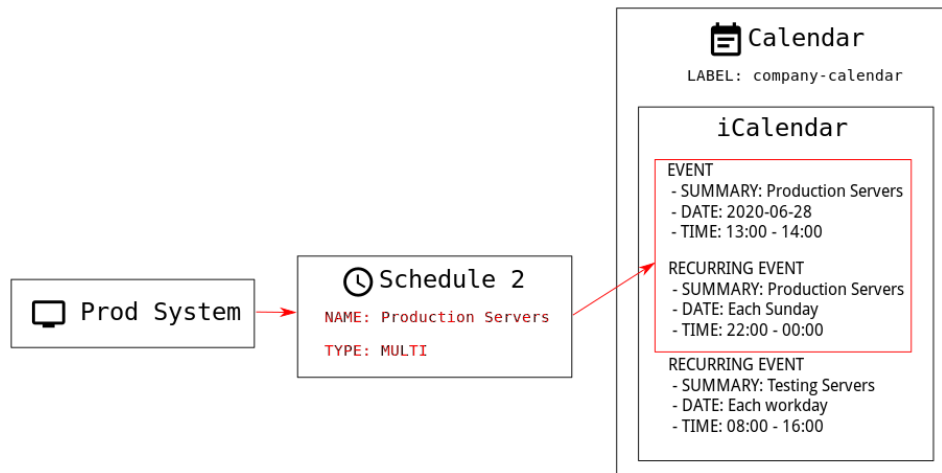 Calendar
LABEL: company-calendar
iCalendar
EVENT
- SUMMARY: Production Servers
- DATE: 2020-06-28
- TIME: 13:00 - 14:00
RECURRING EVENT
- SUMMARY: Production Servers
- DATE: Each Sunday
- TIME: 22:00 - 00:00
RECURRING EVENT
- SUMMARY: Testing Servers
- DATE: Each workday
- TIME: 08:00 - 16:00
Prod System
Schedule 2
NAME: Production Servers
TYPE: MULTI